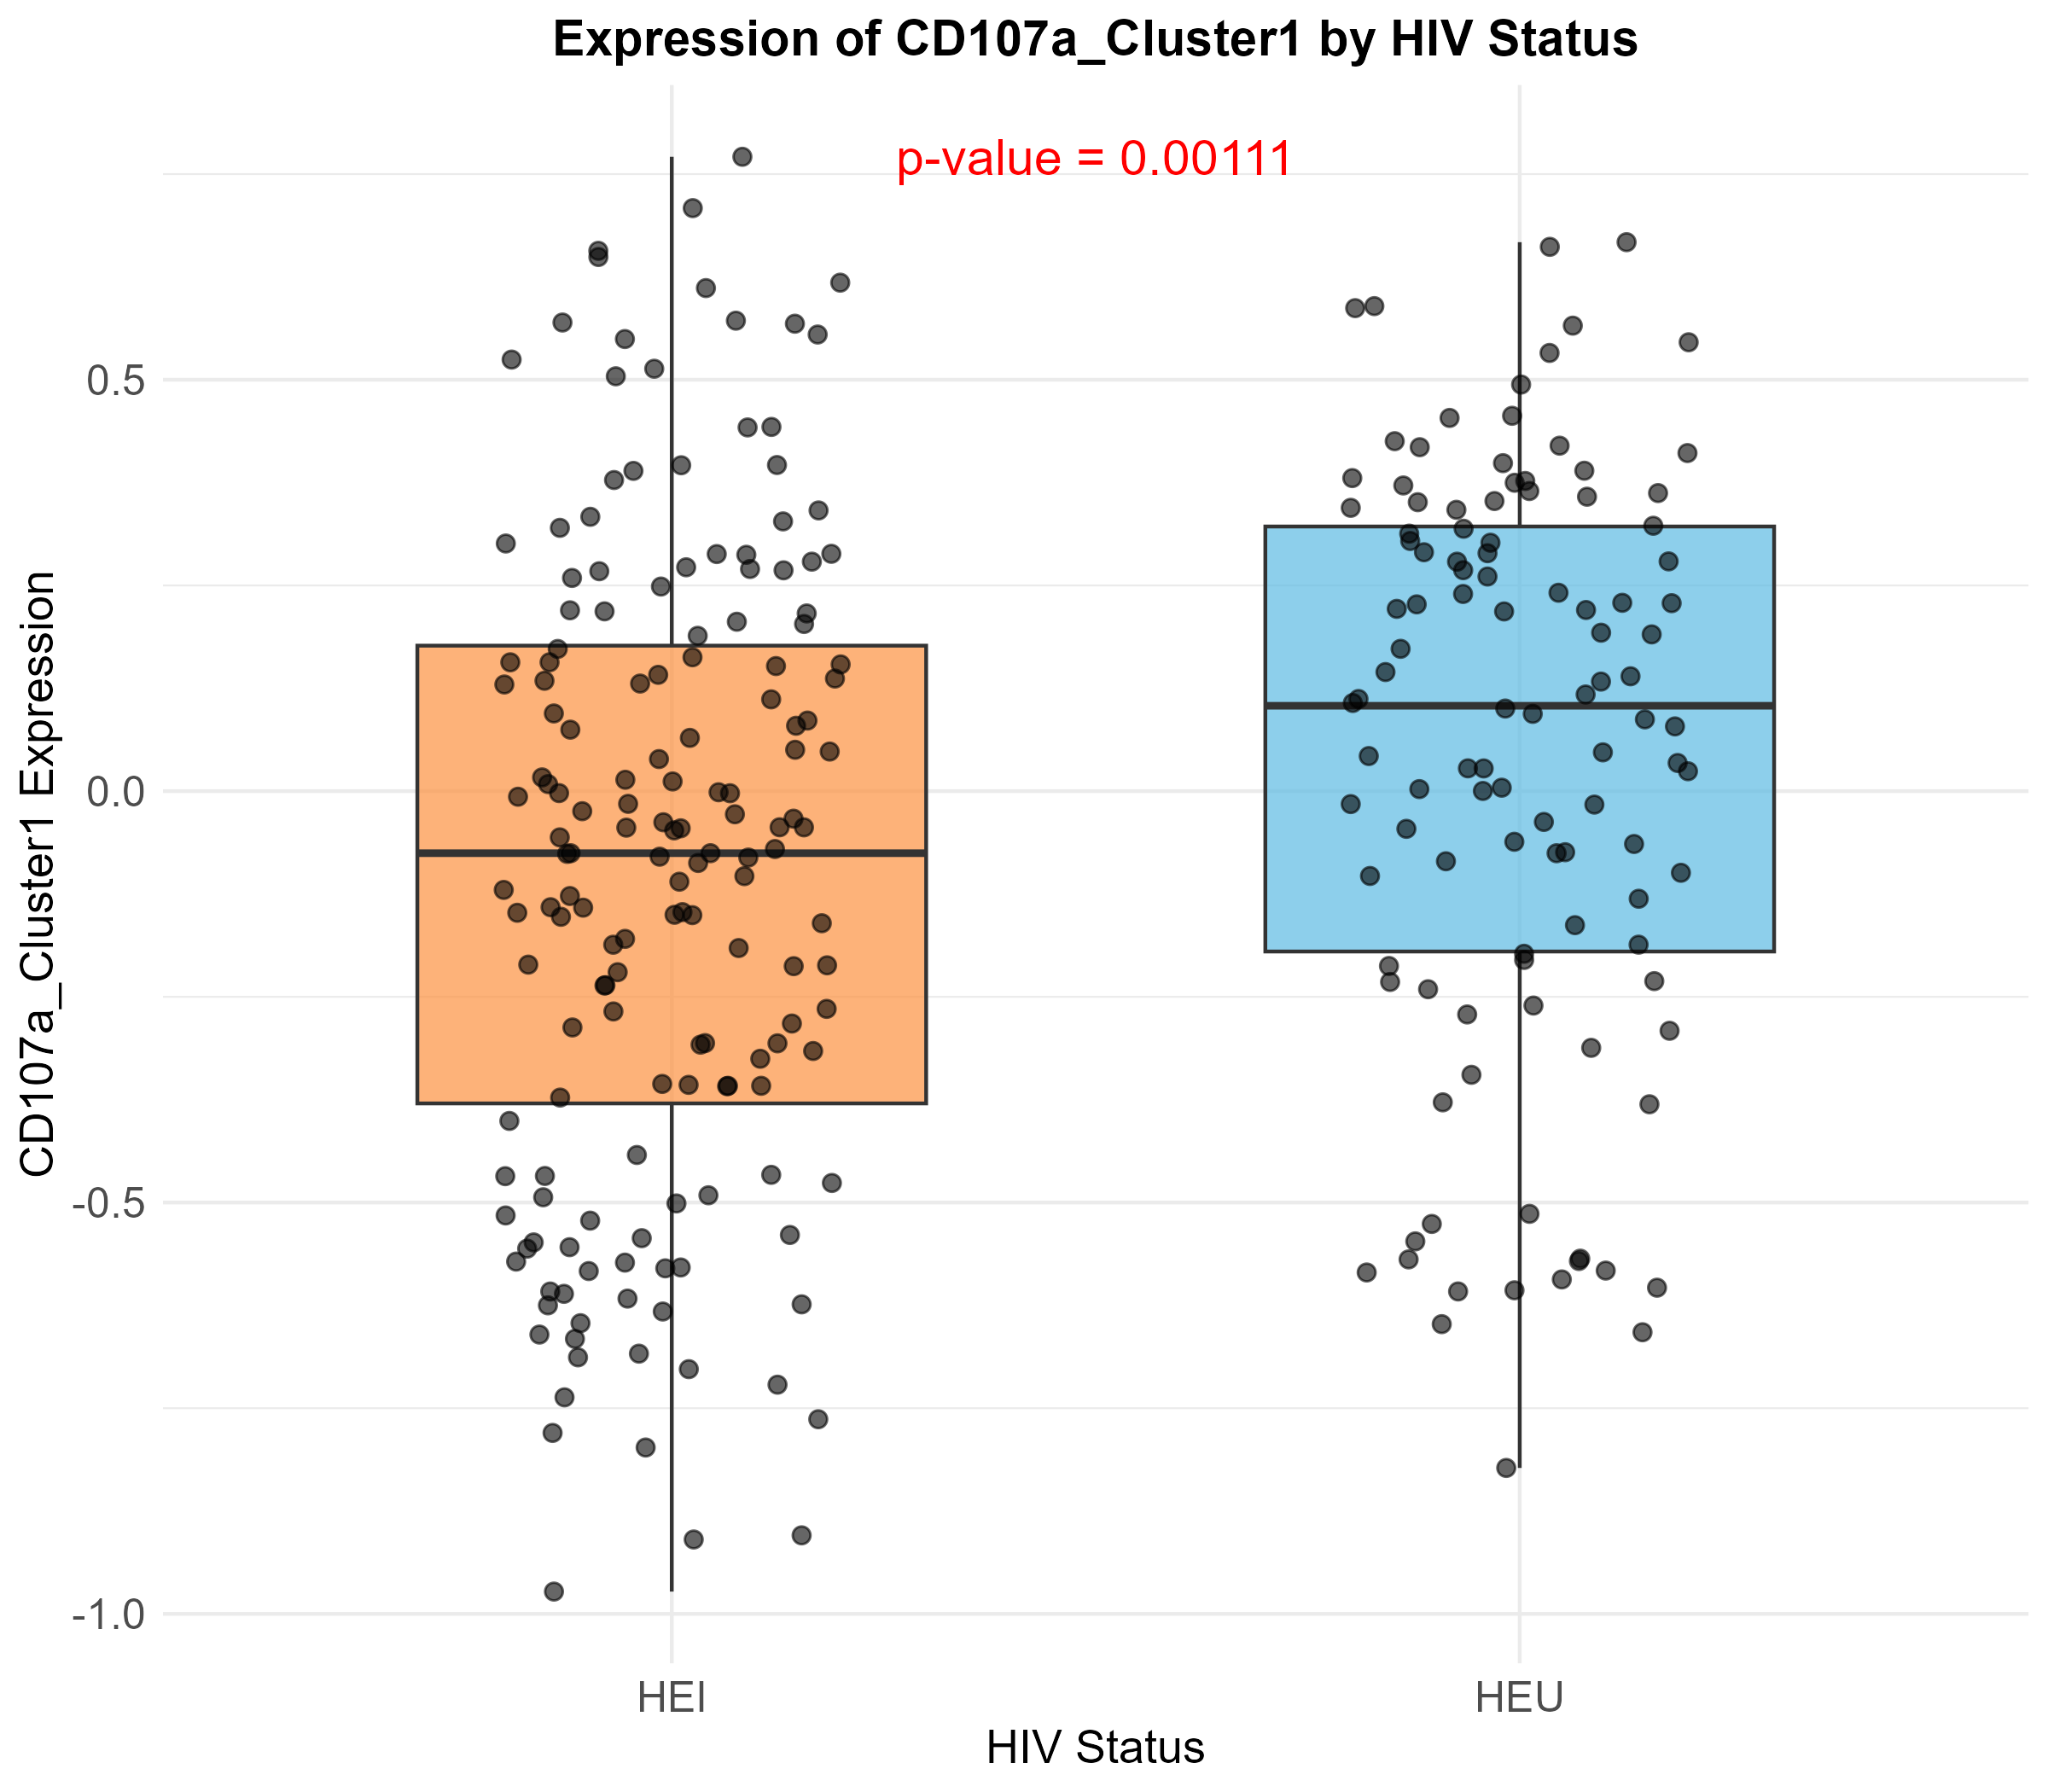 Expression of CD107a_Cluster1 by HIV Status
p-value = 0.00111
CD107a_Cluster1 Expression
0.5
0.0
-0.5
-1.0
HEI
HEU
HIV Status